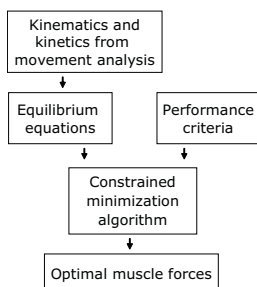 Kinematics and
kinetics from
movement analysis
Equilibrium
equations
Performance
criteria
Constrained
minimization
algorithm
Optimal muscle forces